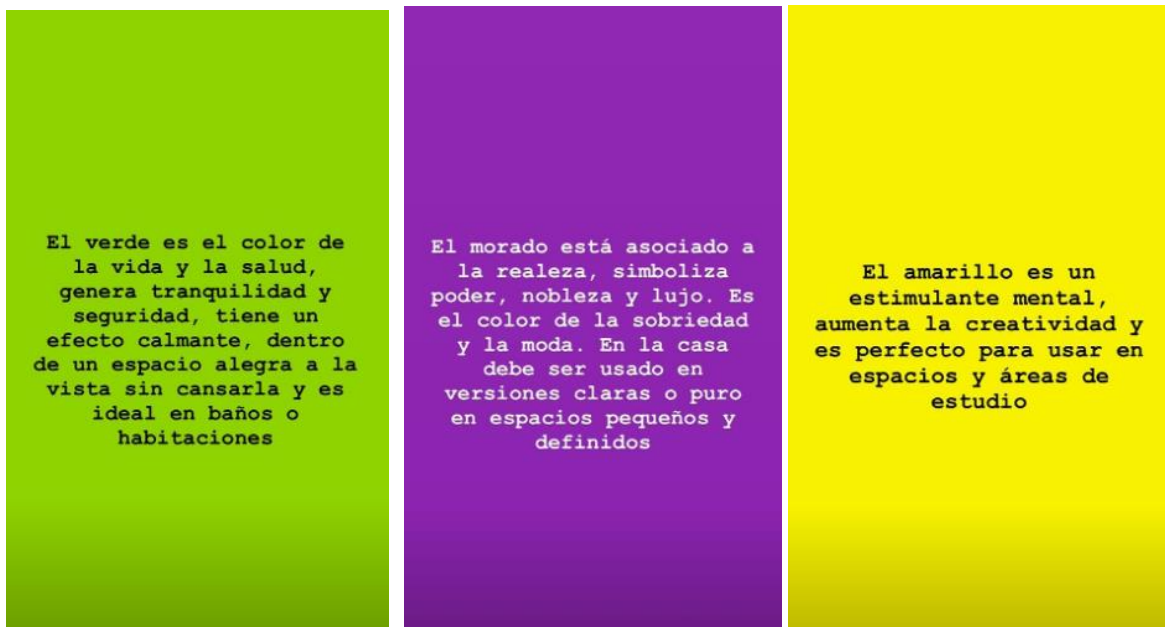 El verde es el color de
la vida y la salud,
genera tranquilidad y
seguridad, tiene un
efecto calmante, dentro
de un espacio alegra a la
vista sin cansarla y es
ideal en baños o
habitaciones
El morado está asociado a
la realeza, simboliza
poder, nobleza y lujo. Es
el color de la sobriedad
y la moda. En la casa
debe ser usado en
versiones claras o puro
en espacios pequeños y
definidos
El amarillo es un
estimulante mental,
aumenta la creatividad y
es perfecto para usar en
espacios y áreas de
estudio